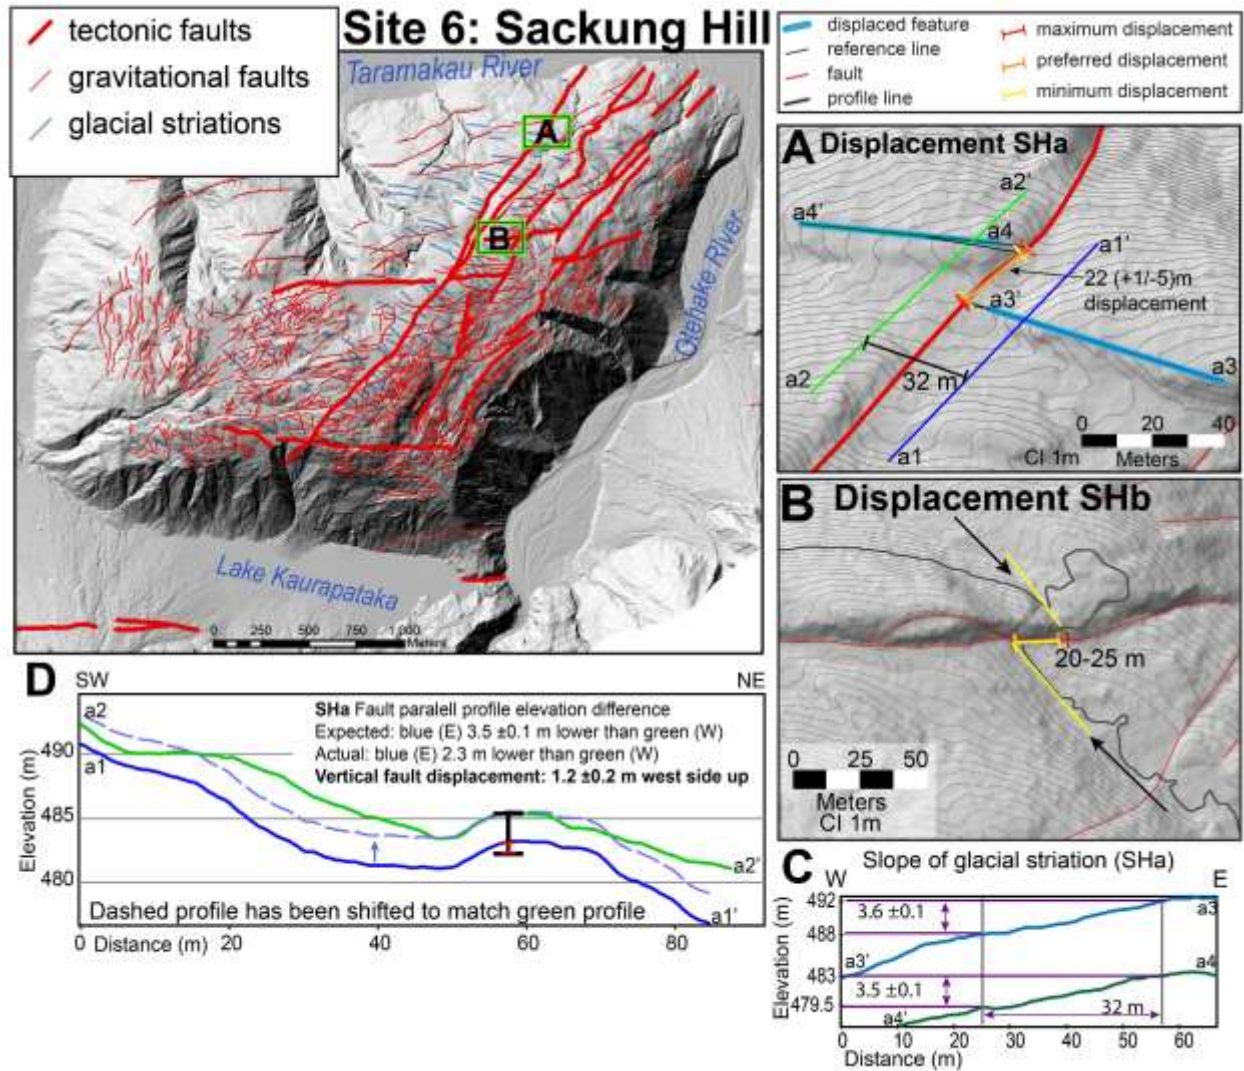 Site 6: Sackung Hill
tectonic faults
gravitational faults
glacial striations
Taramakau River
Otehake River
Lake Kaurapataka
A
B
0 250 500 750 1,000
Meters
displaced feature
reference line
fault
profile line
maximum displacement
preferred displacement
minimum displacement
A Displacement SHa
a2'
a4'
a4
a1'
22 (+1/-5)m
displacement
a3'
a2
32 m
a3
a1
0 20 40
CI 1m Meters
B Displacement SHb
20-25 m
0 25 50
Meters
CI 1m
C Slope of glacial striation (SHa)
W E
Elevation (m)
492
488
483
479.5
3.6 ±0.1
3.5 ±0.1
a3
a3'
a4
a4'
32 m
0 10 20 30 40 50 60
Distance (m)
D
SW NE
a2
a1
SHa Fault paralell profile elevation difference
Expected: blue (E) 3.5 ±0.1 m lower than green (W)
Actual: blue (E) 2.3 m lower than green (W)
Vertical fault displacement: 1.2 ±0.2 m west side up
Elevation (m)
490
485
480
a2'
a1'
Dashed profile has been shifted to match green profile
0 Distance (m) 20 40 60 80